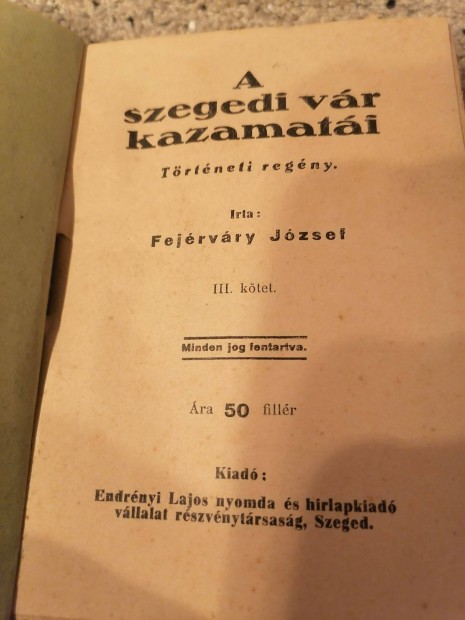 A
szegedi vár
kazamatái
Történeti regény.
Irta:
Fejérváry József
III. kötet.
Minden jog fentartva.
Ára 50 fillér
Kiadó:
Endrényi Lajos nyomda és hirlapkiadó
vállalat részvénytársaság, Szeged.